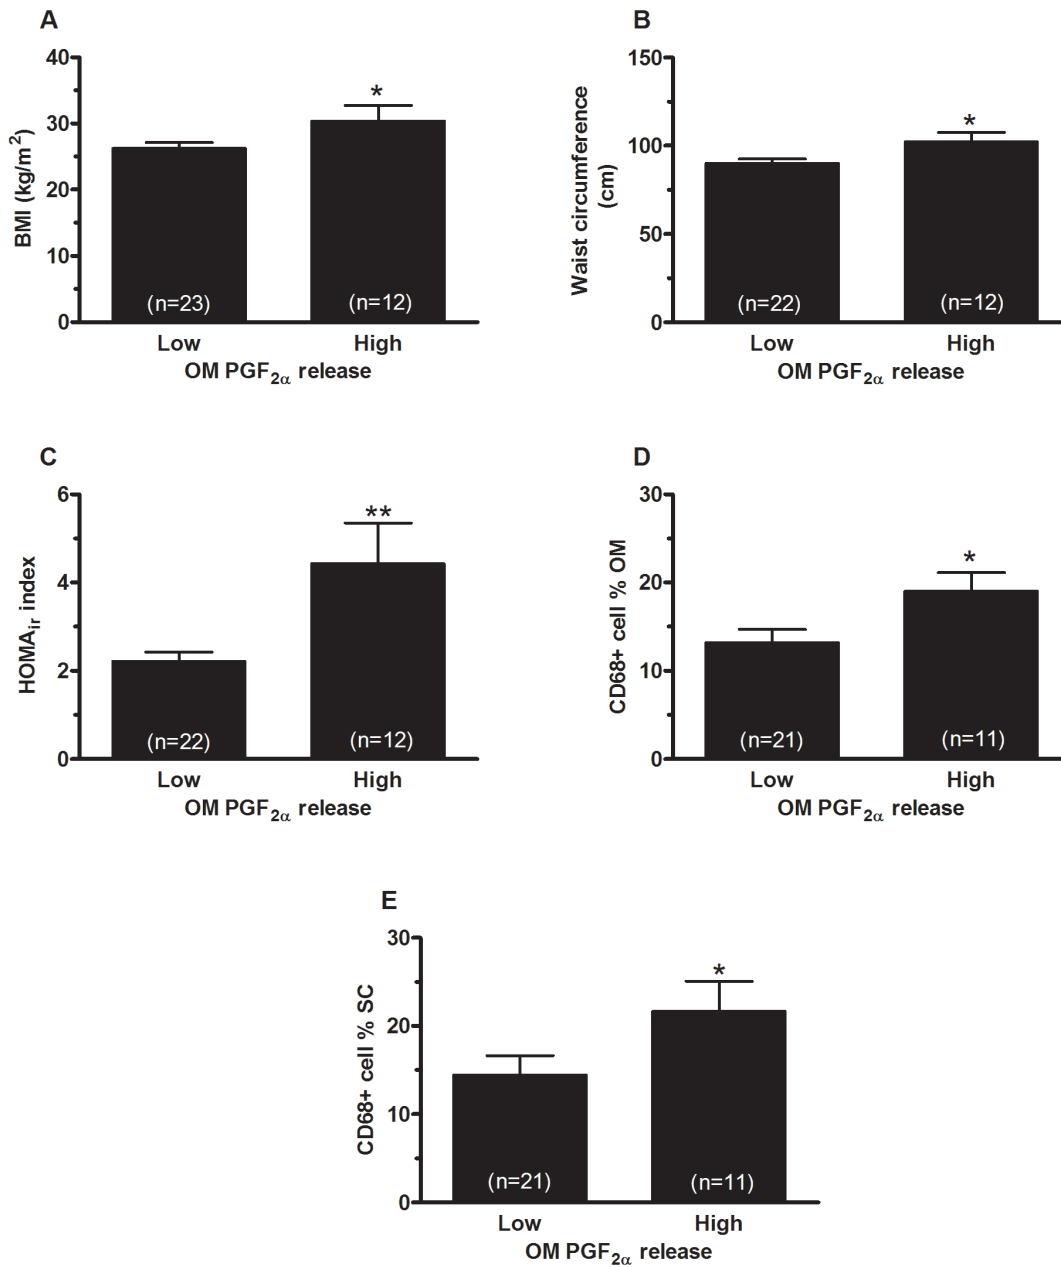 A
BMI (kg/m²)
40
30
20
10
0
*
(n=23)
(n=12)
Low
High
OM PGF₂α release
B
Waist circumference
(cm)
150
100
50
0
*
(n=22)
(n=12)
Low
High
OM PGF₂α release
C
HOMAir index
6
4
2
0
**
(n=22)
(n=12)
Low
High
OM PGF₂α release
D
CD68+ cell % OM
30
20
10
0
*
(n=21)
(n=11)
Low
High
OM PGF₂α release
E
CD68+ cell % SC
30
20
10
0
*
(n=21)
(n=11)
Low
High
OM PGF₂α release